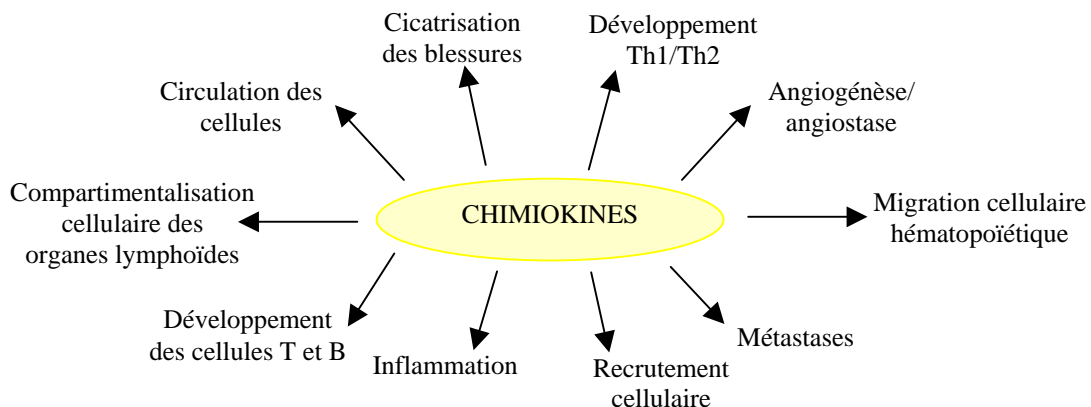 Cicatrisation
des blessures
Développement
Th1/Th2
Circulation des
cellules
Angiogénèse/
angiostase
Compartimentalisation
cellulaire des
organes lymphoïdes
CHIMIOKINES
Migration cellulaire
hématopoïétique
Développement
des cellules T et B
Inflammation
Recrutement
cellulaire
Métastases